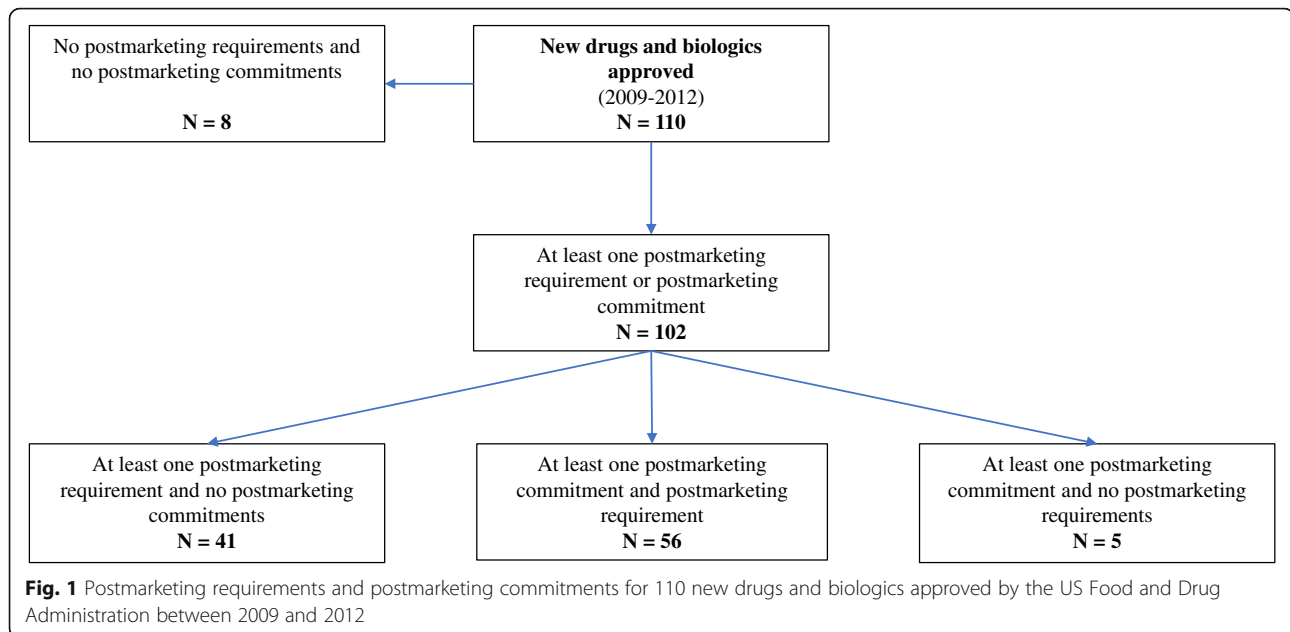 No postmarketing requirements and
no postmarketing commitments
N = 8
New drugs and biologics
approved
(2009-2012)
N = 110
At least one postmarketing
requirement or postmarketing
commitment
N = 102
At least one postmarketing
requirement and no postmarketing
commitments
N = 41
At least one postmarketing
commitment and postmarketing
requirement
N = 56
At least one postmarketing
commitment and no postmarketing
requirements
N = 5
Fig. 1 Postmarketing requirements and postmarketing commitments for 110 new drugs and biologics approved by the US Food and Drug
Administration between 2009 and 2012